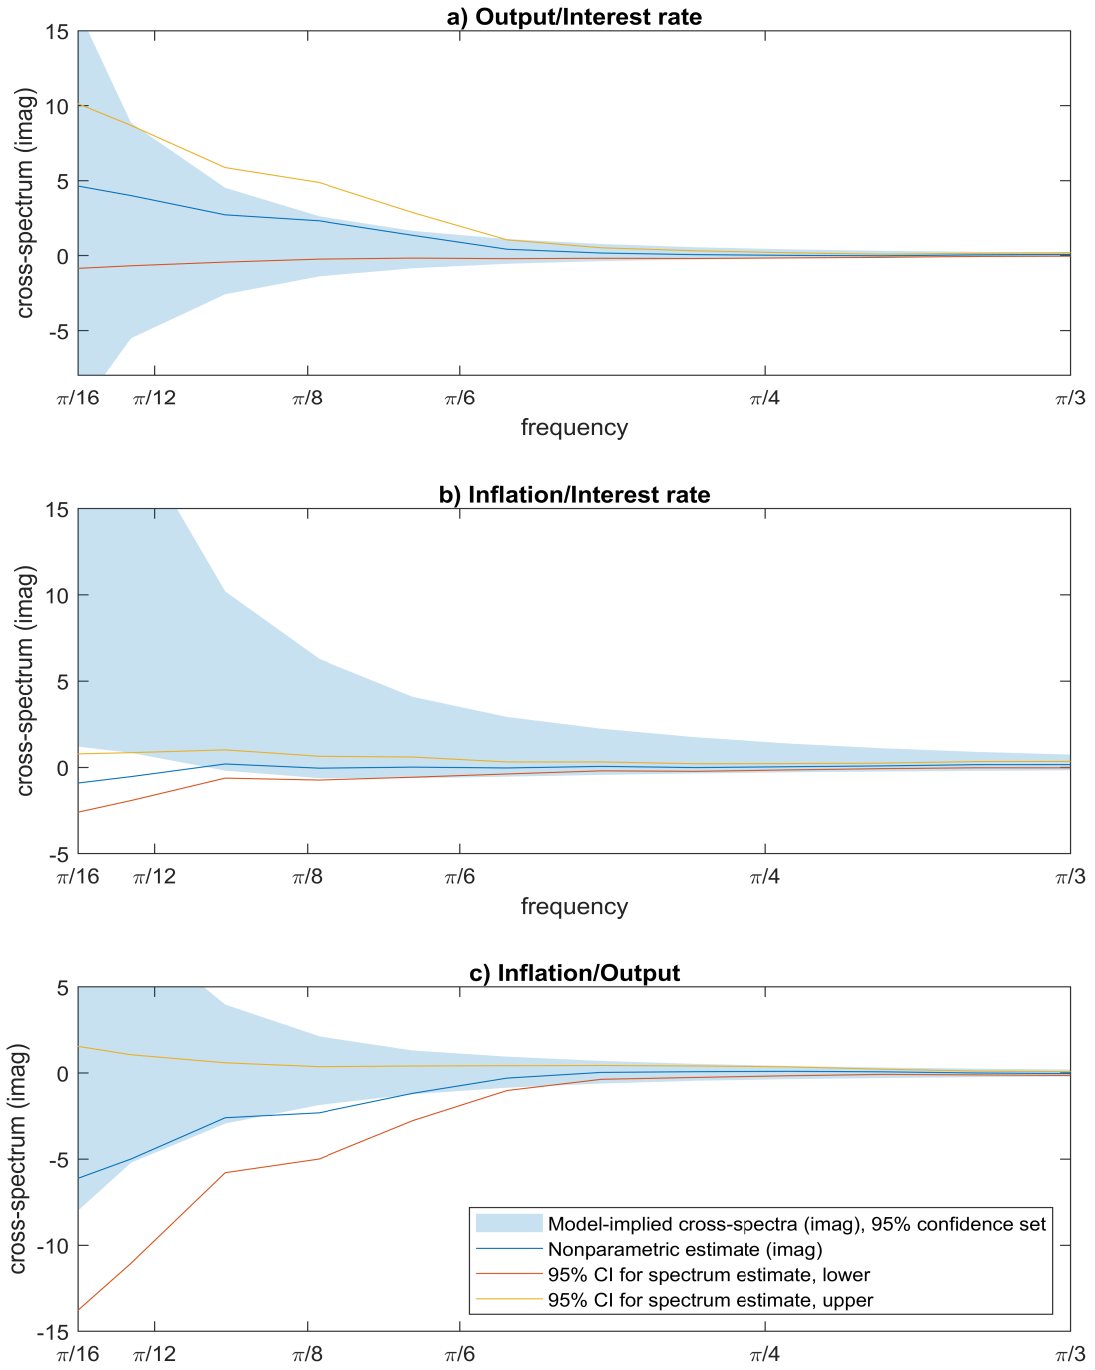 a) Output/Interest rate
15
10
5
0
-5
cross-spectrum (imag)
π/16 π/12 π/8 π/6 π/4 π/3
frequency
b) Inflation/Interest rate
15
10
5
0
-5
cross-spectrum (imag)
π/16 π/12 π/8 π/6 π/4 π/3
frequency
c) Inflation/Output
5
0
-5
-10
-15
cross-spectrum (imag)
Model-implied cross-spectra (imag), 95% confidence set
Nonparametric estimate (imag)
95% CI for spectrum estimate, lower
95% CI for spectrum estimate, upper
π/16 π/12 π/8 π/6 π/4 π/3